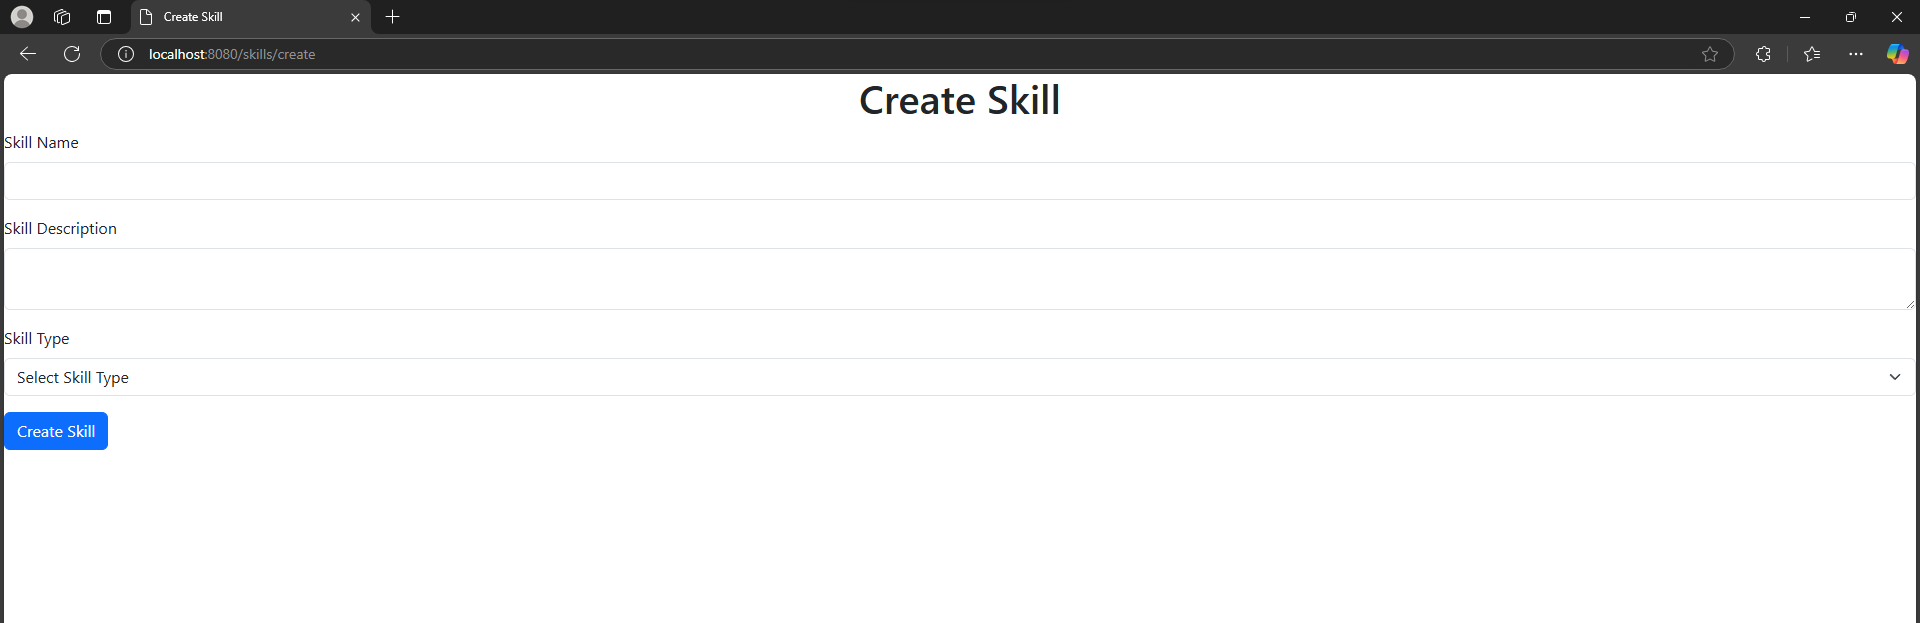 Create Skill
localhost:8080/skills/create
Create Skill
Skill Name
Skill Description
Skill Type
Select Skill Type
Create Skill